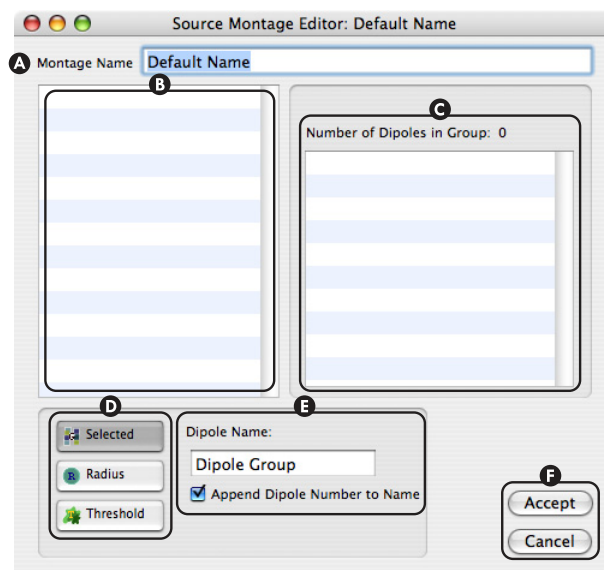 Source Montage Editor: Default Name
A Montage Name Default Name
B
C
Number of Dipoles in Group: 0
D
E
Selected
Dipole Name:
R Radius
Dipole Group
Append Dipole Number to Name
Threshold
F
Accept
Cancel